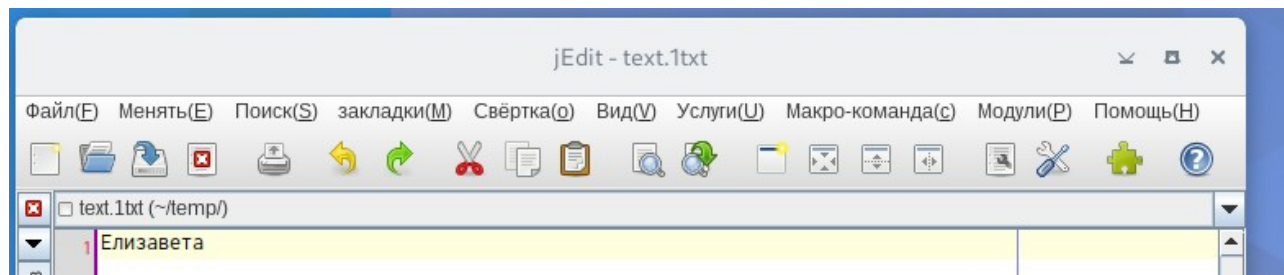 jEdit - text.1txt
Файл(F) Менять(E) Поиск(S) закладки(M) Свёртка(o) Вид(V) Услуги(U) Макро-команда(c) Модули(P) Помощь(H)
text.1txt (~/temp/)
1 Елизавета